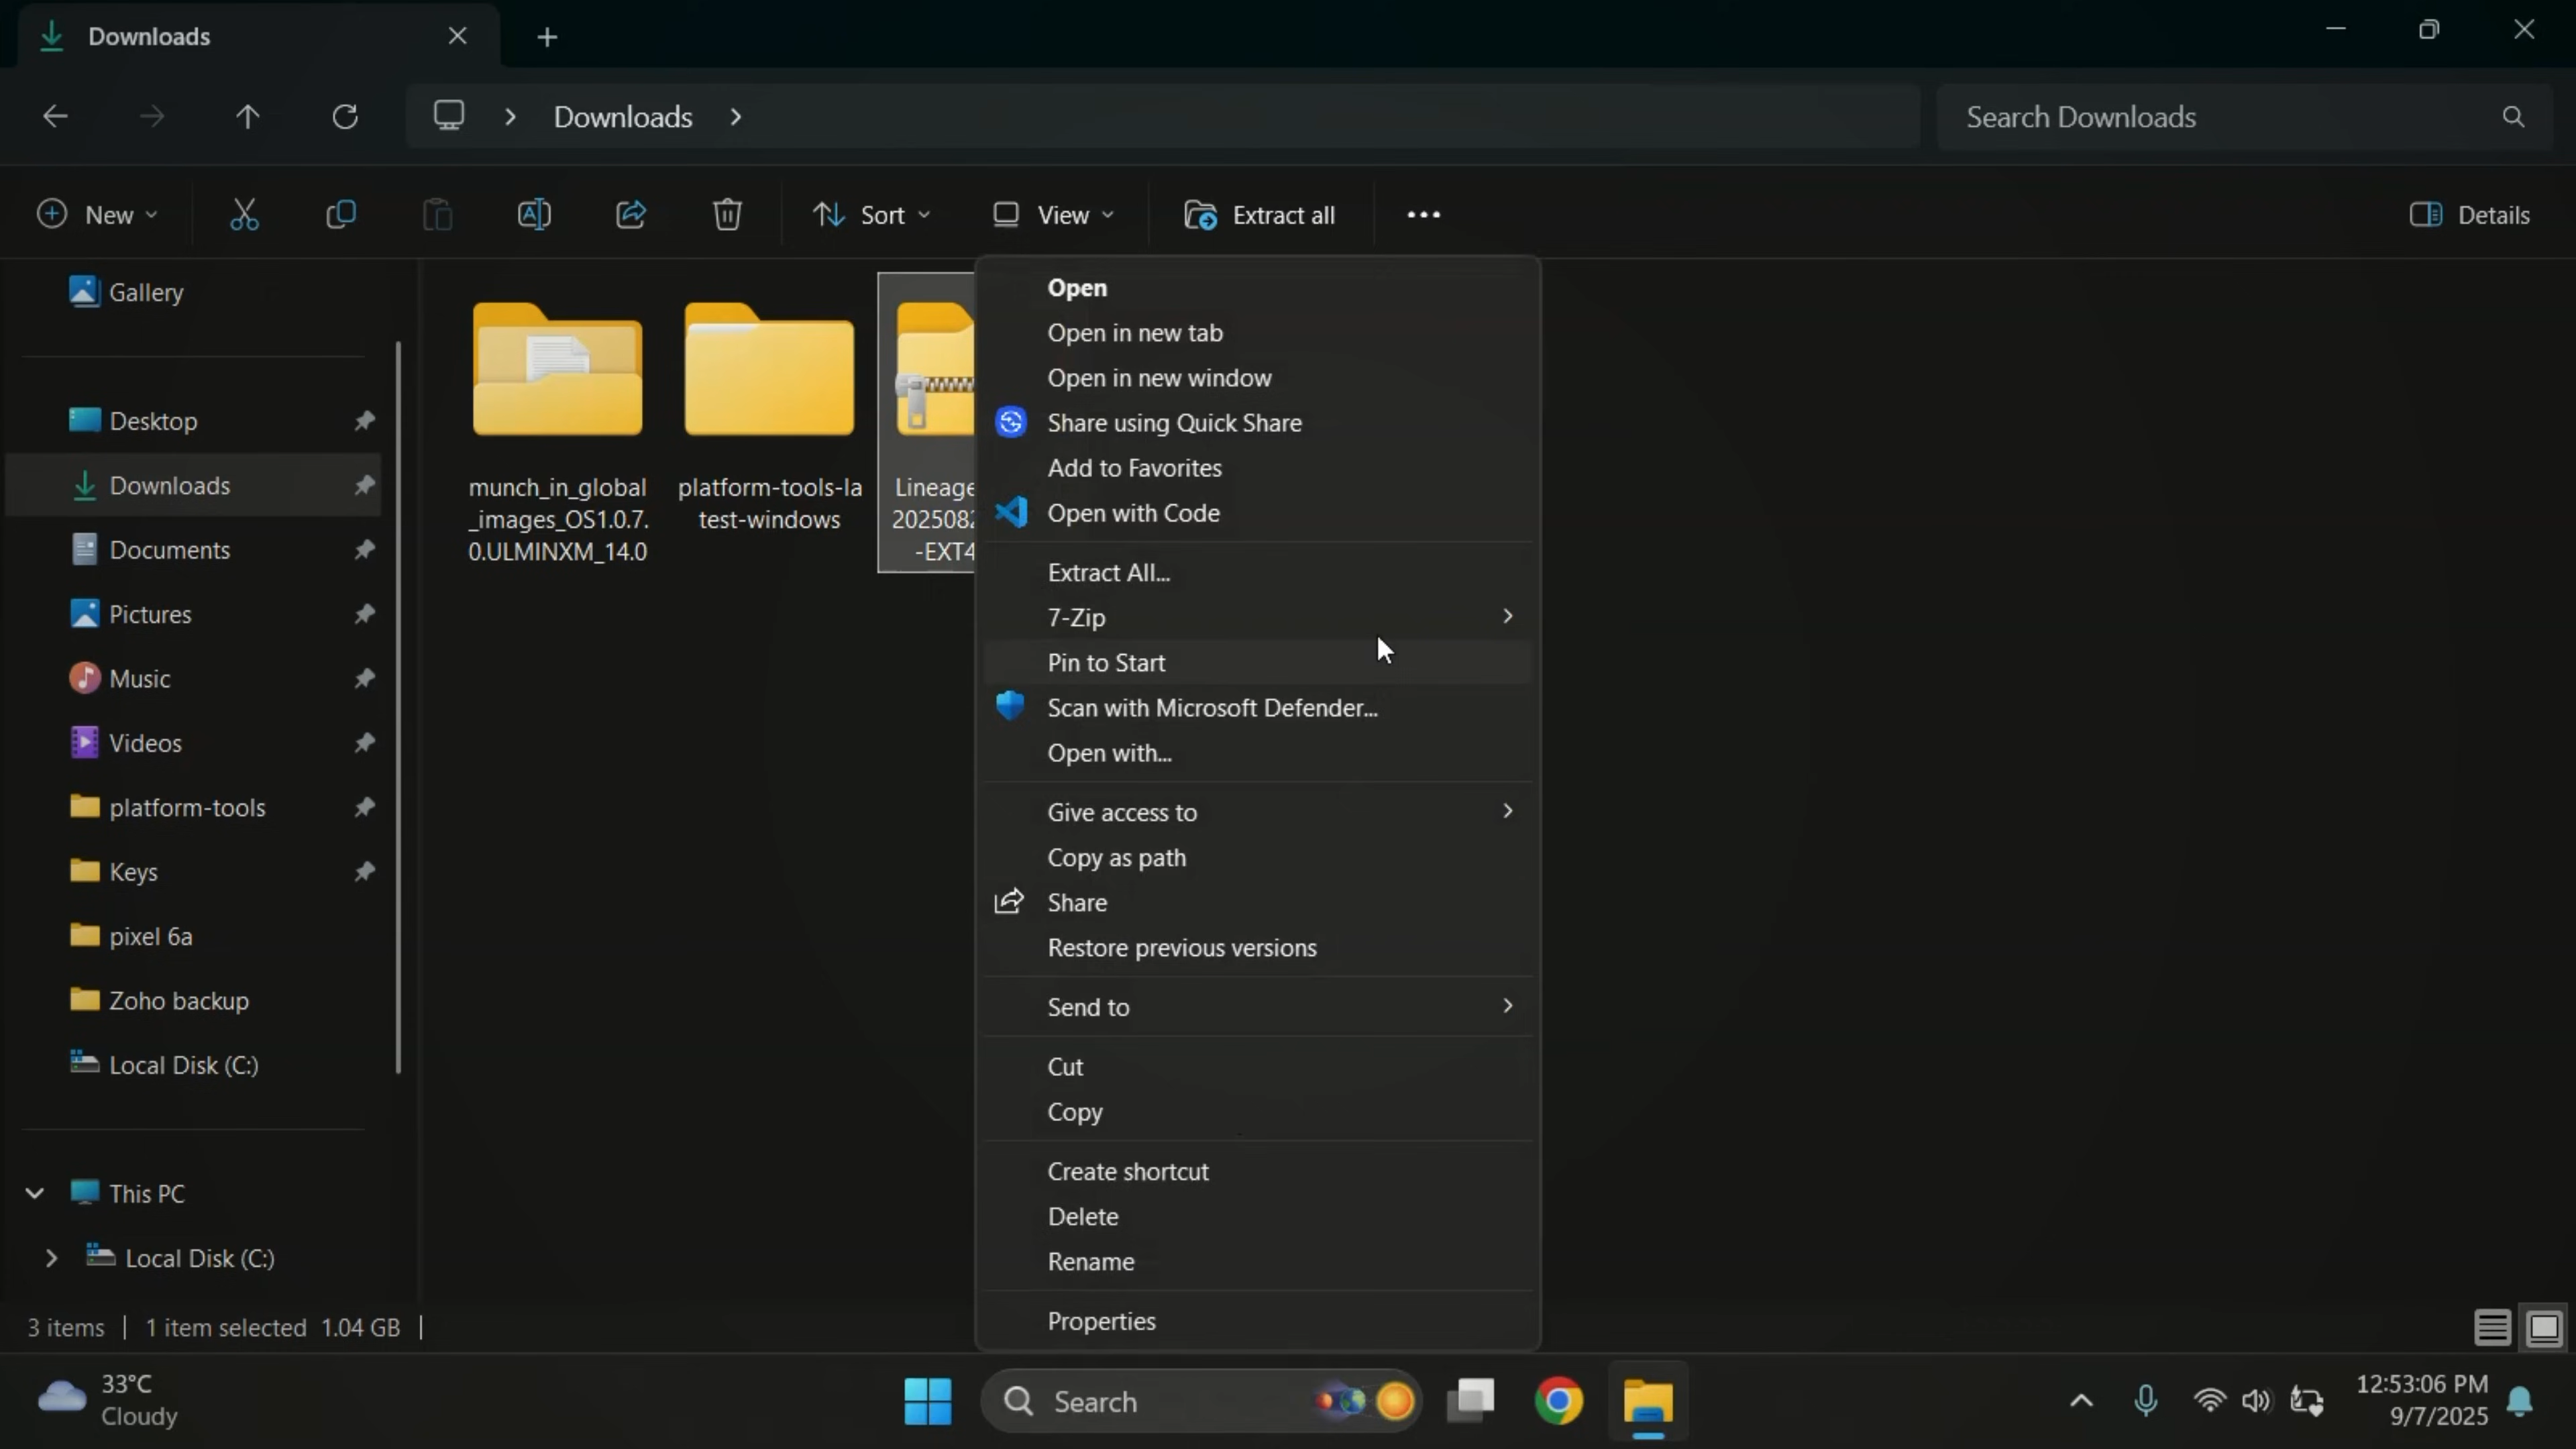 Downloads
Downloads
Search Downloads
New
Sort
View
Extract all
Details
Gallery
Desktop
Downloads
Documents
Pictures
Music
Videos
platform-tools
Keys
pixel 6a
Zoho backup
Local Disk (C:)
This PC
Local Disk (C:)
munch_in_global
_images_OS1.0.7.
0.ULMINXM_14.0
platform-tools-la
test-windows
Lineage
202508
-EXT4
Open
Open in new tab
Open in new window
Share using Quick Share
Add to Favorites
Open with Code
Extract All...
7-Zip
Pin to Start
Scan with Microsoft Defender...
Open with...
Give access to
Copy as path
Share
Restore previous versions
Send to
Cut
Copy
Create shortcut
Delete
Rename
Properties
3 items 1 item selected 1.04 GB
33°C
Cloudy
Search
12:53:06 PM
9/7/2025